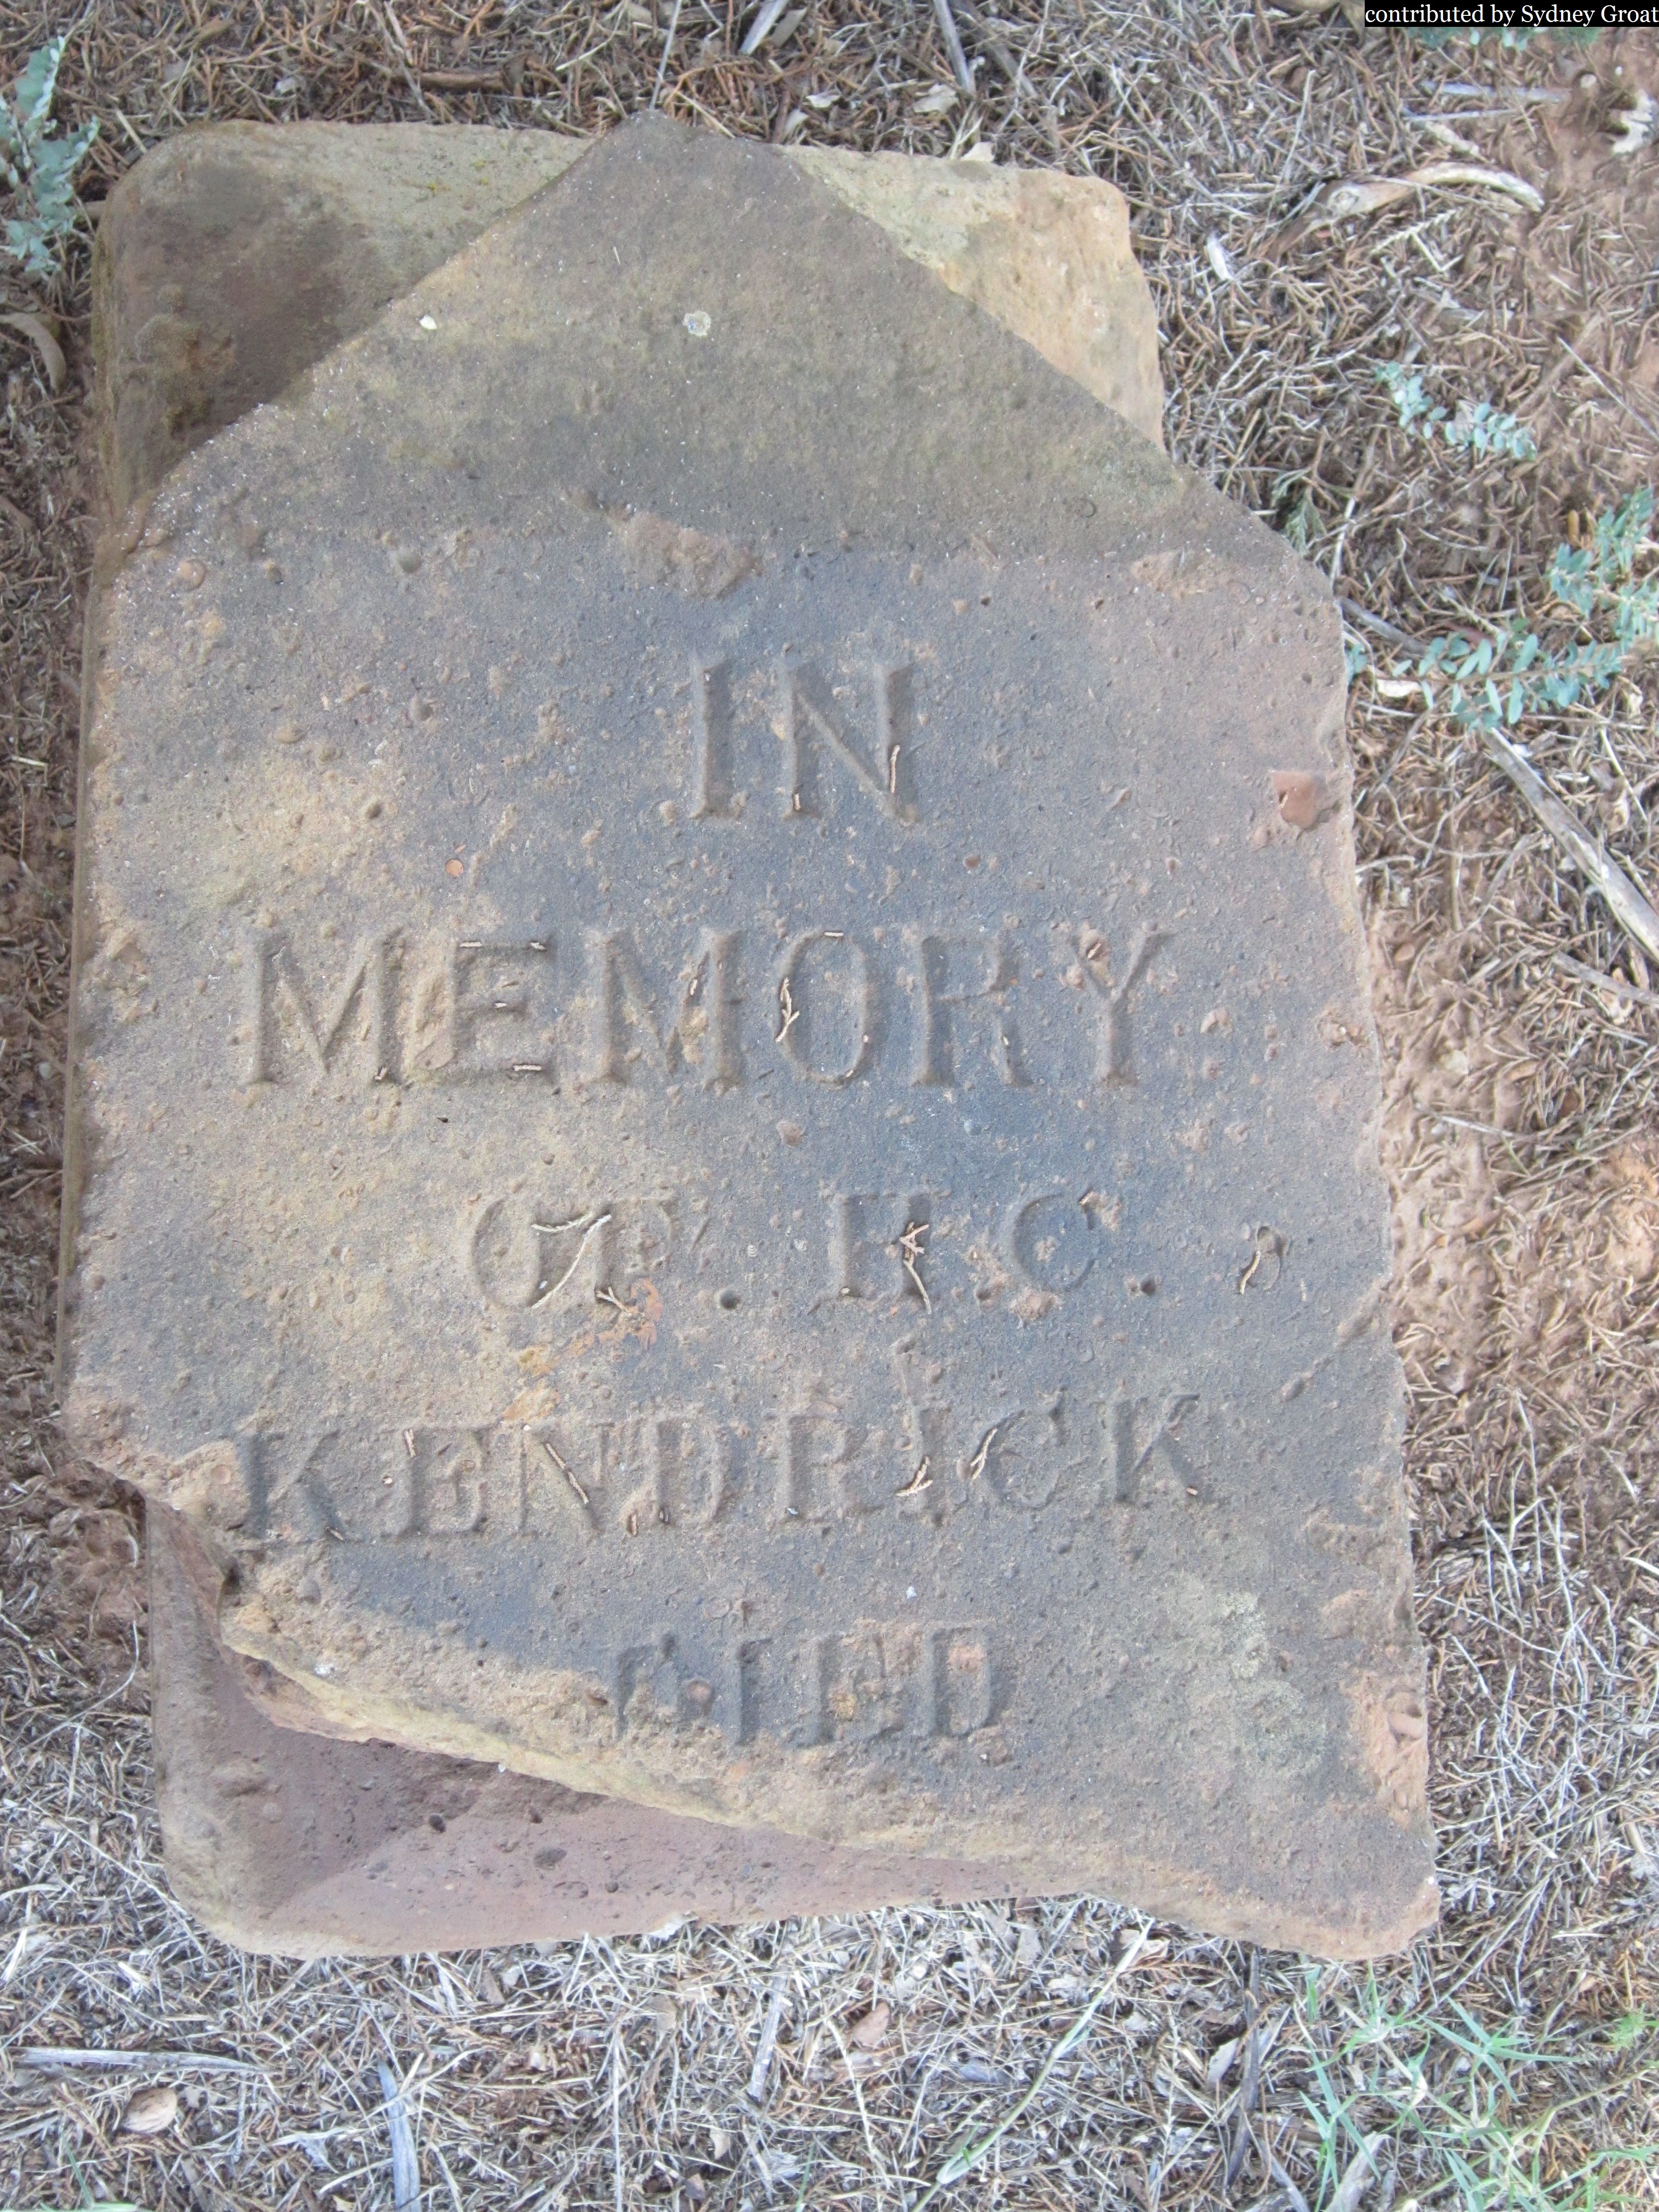 contributed by Sydney Groat
IN
MEMORY
OF. H.C.
KENDRICK
DIED